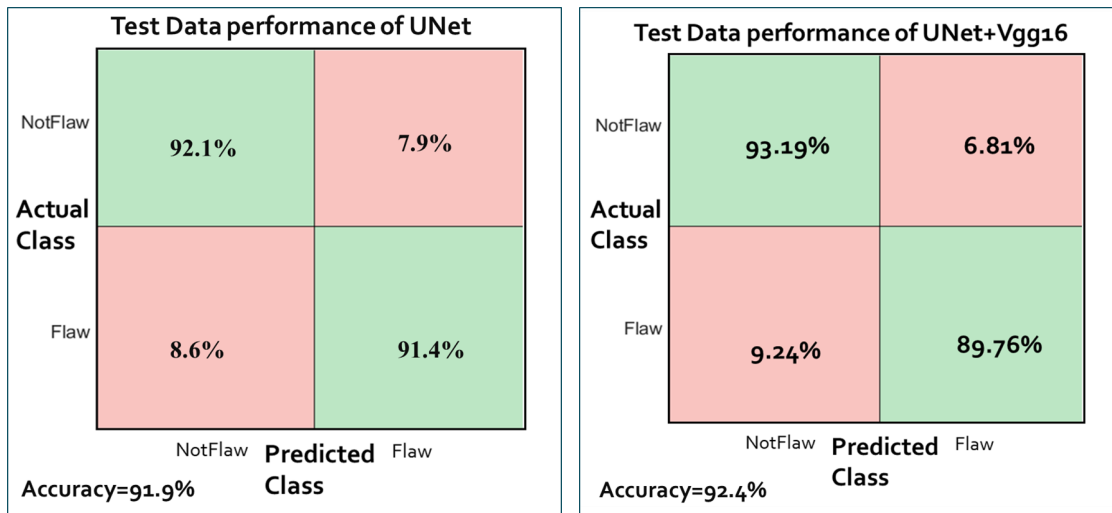 Test Data performance of UNet
NotFlaw
92.1%
7.9%
Actual
Class
Flaw
8.6%
91.4%
NotFlaw
Predicted
Class
Flaw
Accuracy=91.9%
Test Data performance of UNet+Vgg16
NotFlaw
93.19%
6.81%
Actual
Class
Flaw
9.24%
89.76%
NotFlaw
Predicted
Class
Flaw
Accuracy=92.4%